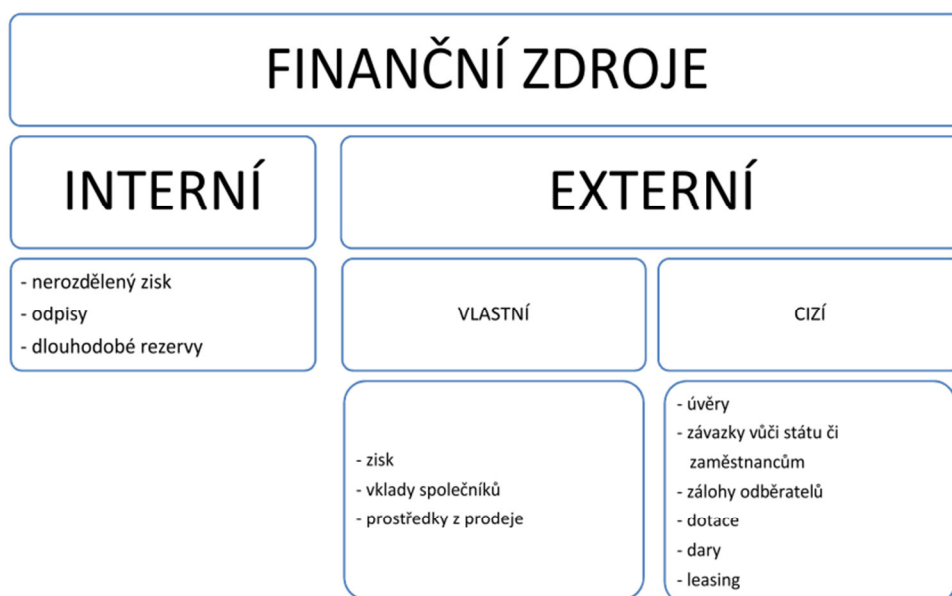 FINANČNÍ ZDROJE
INTERNÍ
EXTERNÍ
- nerozdělený zisk
- odpisy
- dlouhodobé rezervy
VLASTNÍ
CIZÍ
- zisk
- vklady společníků
- prostředky z prodeje
- úvěry
- závazky vůči státu či
zaměstnancům
- zálohy odběratelů
- dotace
- dary
- leasing